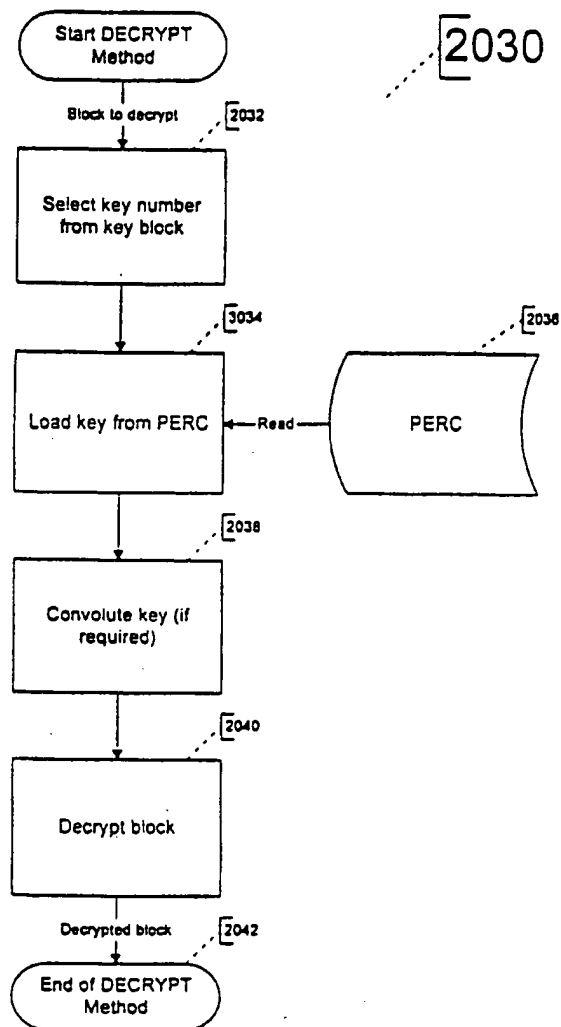 Start DECRYPT
Method
2030
Block to decrypt
2032
Select key number
from key block
3034
2036
Load key from PERC
Read
PERC
2038
Convolute key (if
required)
2040
Decrypt block
Decrypted block
2042
End of DECRYPT
Method